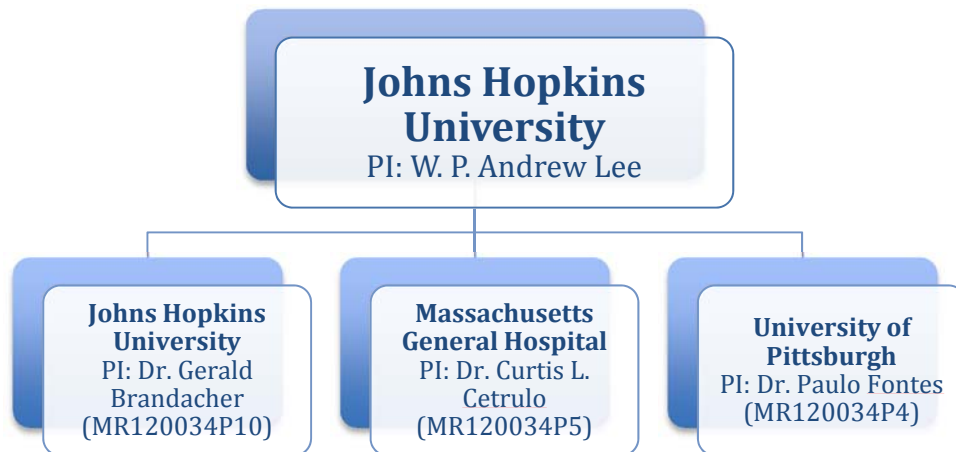 Johns Hopkins
University
PI: W. P. Andrew Lee
Johns Hopkins
University
PI: Dr. Gerald
Brandacher
(MR120034P10)
Massachusetts
General Hospital
PI: Dr. Curtis L.
Cetrulo
(MR120034P5)
University of
Pittsburgh
PI: Dr. Paulo Fontes
(MR120034P4)